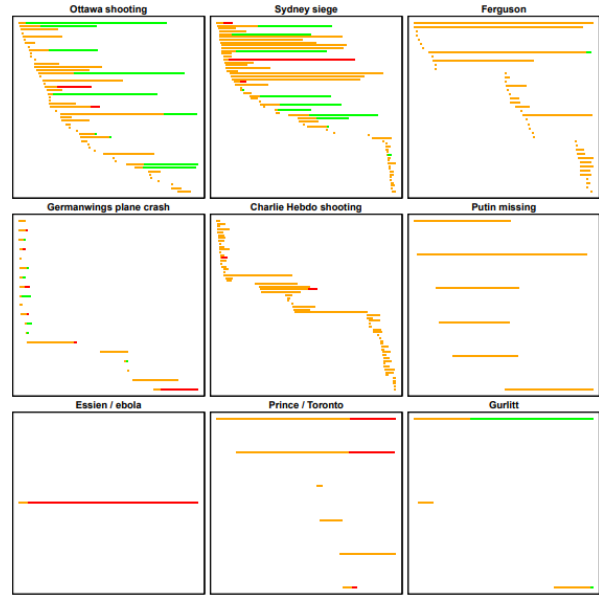 Ottawa shooting
Sydney siege
Ferguson
Germanwings plane crash
Charlie Hebdo shooting
Putin missing
Essien / ebola
Prince / Toronto
Gurlitt